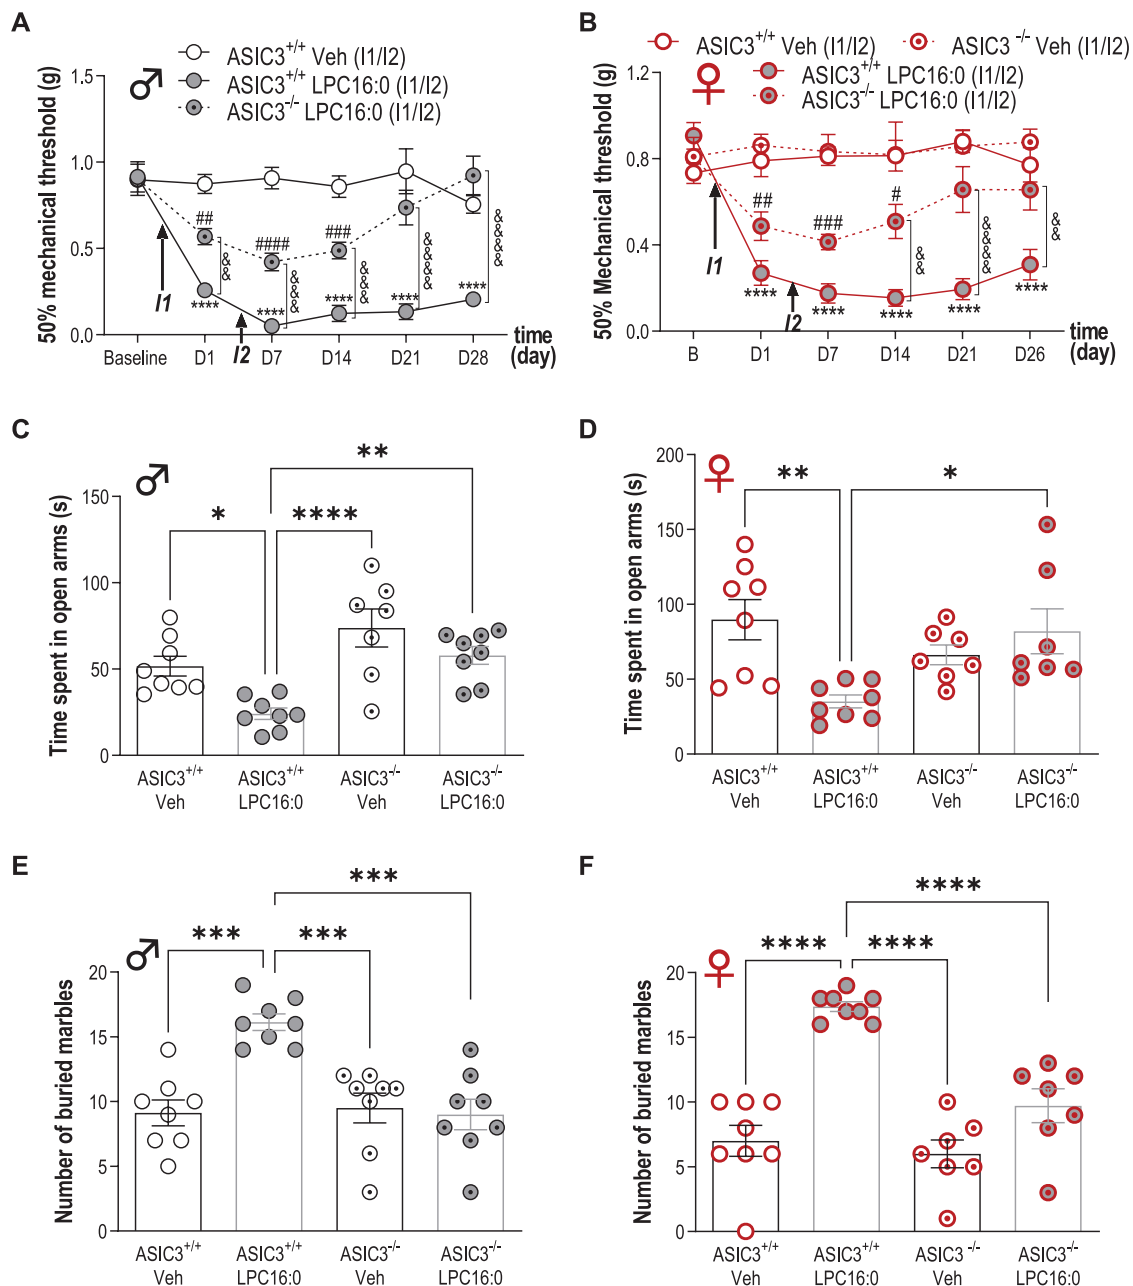 A
♂
ASIC3+/+ Veh (I1/I2)
ASIC3+/+ LPC16:0 (I1/I2)
ASIC3-/- LPC16:0 (I1/I2)
50% mechanical threshold (g)
1.5
1.0
0.5
0.0
##
####
###
&&&
&&&&
&&&
&&&&&
&&&&&
I1
I2
****
****
****
****
****
Baseline
D1
D7
D14
D21
D28
time
(day)
B
♀
ASIC3+/+ Veh (I1/I2)
ASIC3 -/- Veh (I1/I2)
ASIC3+/+ LPC16:0 (I1/I2)
ASIC3-/- LPC16:0 (I1/I2)
50% Mechanical threshold (g)
1.2
0.8
0.4
0.0
##
###
#
&&
&&&&&
&&
I1
I2
****
****
****
****
****
B
D1
D7
D14
D21
D26
time
(day)
C
♂
Time spent in open arms (s)
150
100
50
0
*
****
**
ASIC3+/+
Veh
ASIC3+/+
LPC16:0
ASIC3-/-
Veh
ASIC3-/-
LPC16:0
D
♀
Time spent in open arms (s)
200
150
100
50
0
**
*
ASIC3+/+
Veh
ASIC3+/+
LPC16:0
ASIC3-/-
Veh
ASIC3-/-
LPC16:0
E
♂
Number of buried marbles
20
15
10
5
0
***
***
***
ASIC3+/+
Veh
ASIC3+/+
LPC16:0
ASIC3-/-
Veh
ASIC3-/-
LPC16:0
F
♀
Number of buried marbles
20
15
10
5
0
****
****
****
ASIC3+/+
Veh
ASIC3+/+
LPC16:0
ASIC3 -/-
Veh
ASIC3-/-
LPC16:0